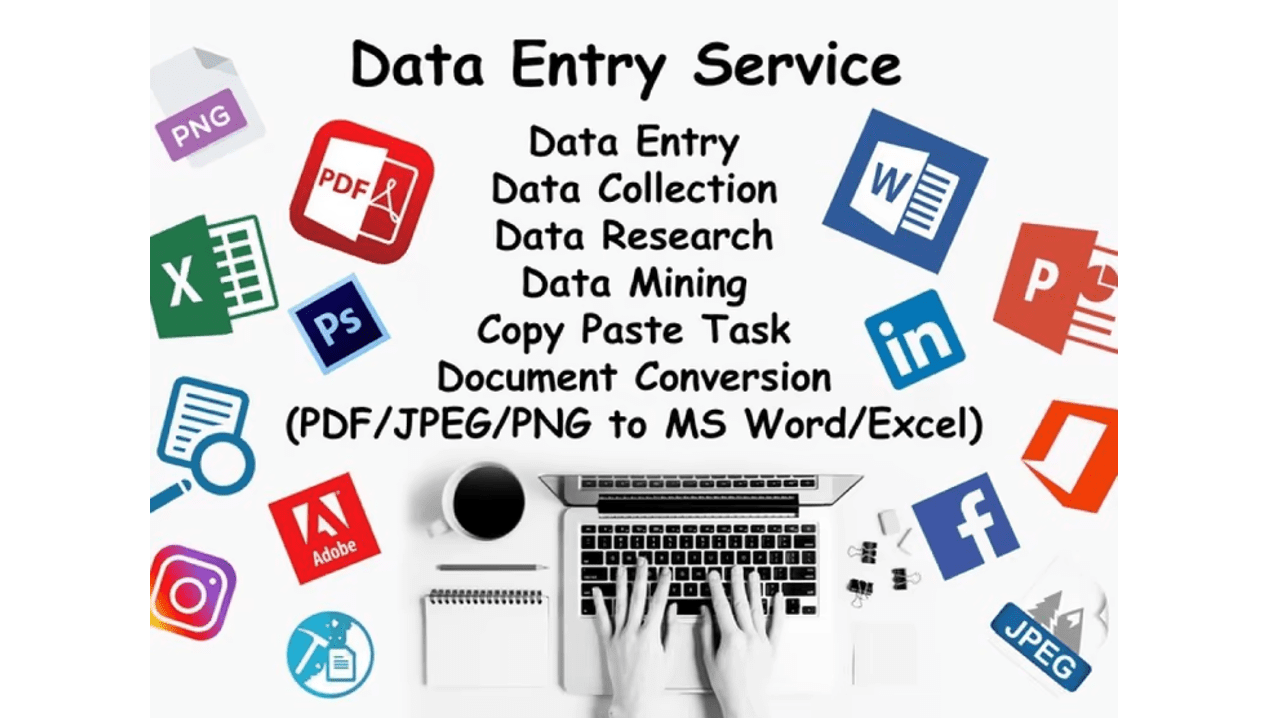 Data Entry Service
PNG
PDF
Data Entry
Data Collection
Data Research
Data Mining
Copy Paste Task
Document Conversion
(PDF/JPEG/PNG to MS Word/Excel)
W
X
Ps
P
in
Adobe
f
JPEG